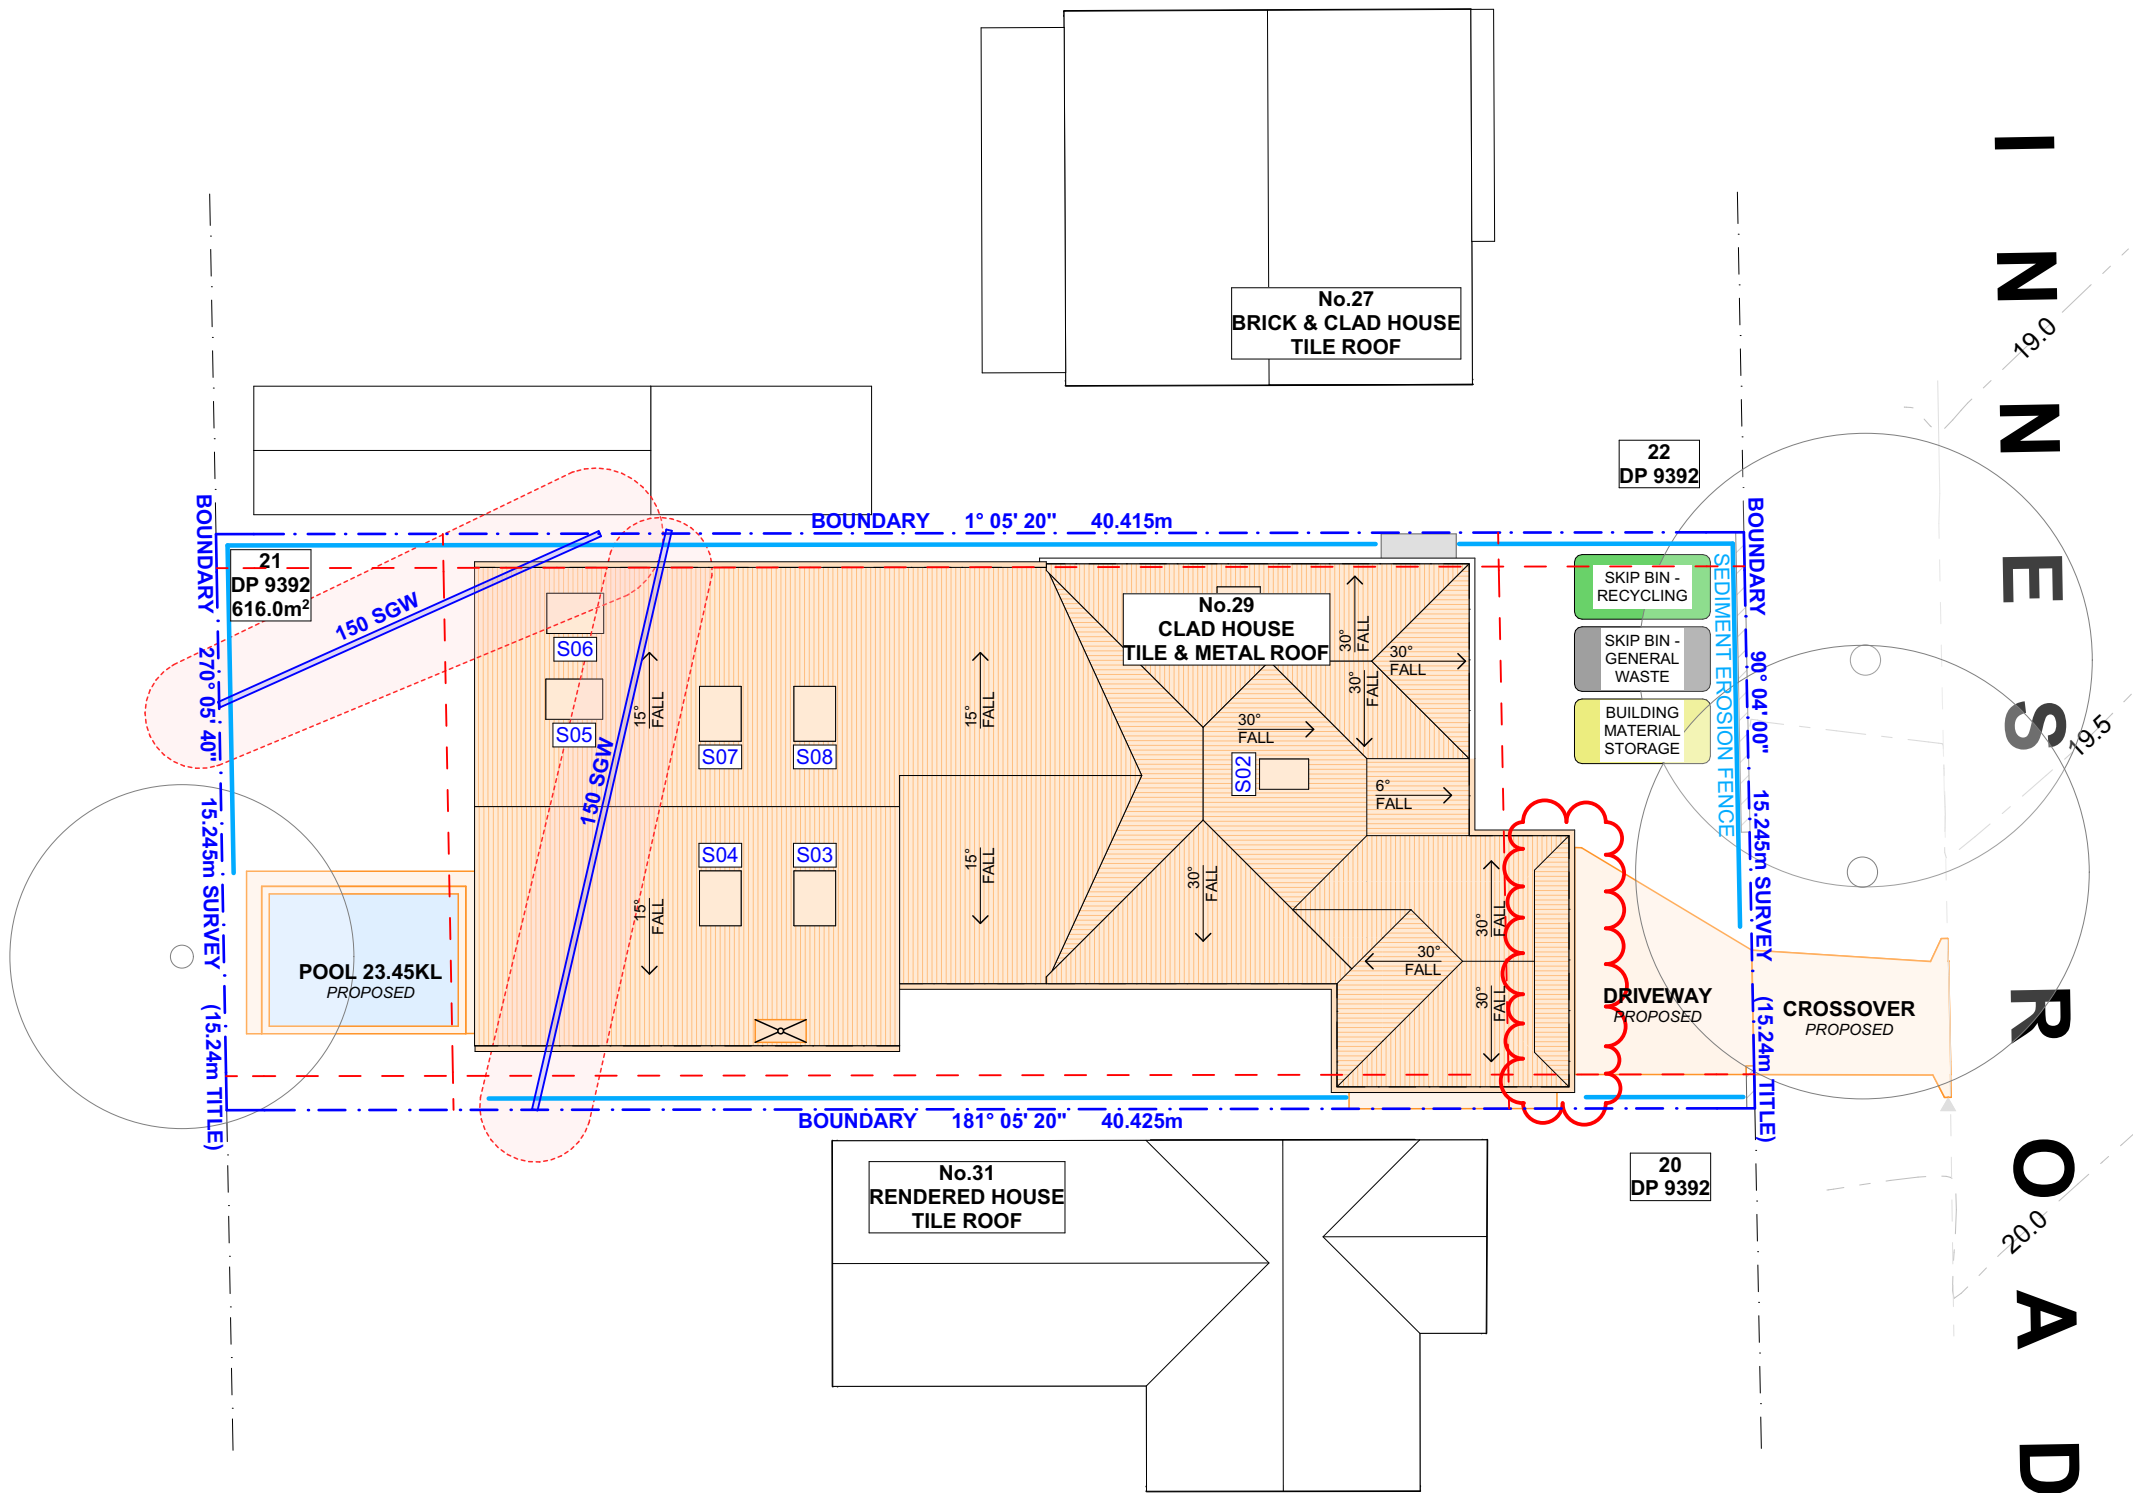 INNES ROAD
19.0
19.5
20.0
No.27
BRICK & CLAD HOUSE
TILE ROOF
22
DP 9392
BOUNDARY 1° 05' 20" 40.415m
BOUNDARY 270° 05' 40" 15.245m SURVEY (15.24m TITLE)
21
DP 9392
616.0m²
150 SGW
150 SGW
BOUNDARY 90° 04' 00" 15.245m SURVEY (15.24m TITLE)
SEDIMENT EROSION FENCE
SKIP BIN -
RECYCLING
SKIP BIN -
GENERAL
WASTE
BUILDING
MATERIAL
STORAGE
No.29
CLAD HOUSE
TILE & METAL ROOF
S06
S05
S07
S08
S04
S03
S02
15°
FALL
15°
FALL
15°
FALL
15°
FALL
30°
FALL
30°
FALL
30°
FALL
30°
FALL
6°
FALL
30°
FALL
30°
FALL
30°
FALL
30°
FALL
POOL 23.45KL
PROPOSED
DRIVEWAY
PROPOSED
CROSSOVER
PROPOSED
BOUNDARY 181° 05' 20" 40.425m
No.31
RENDERED HOUSE
TILE ROOF
20
DP 9392